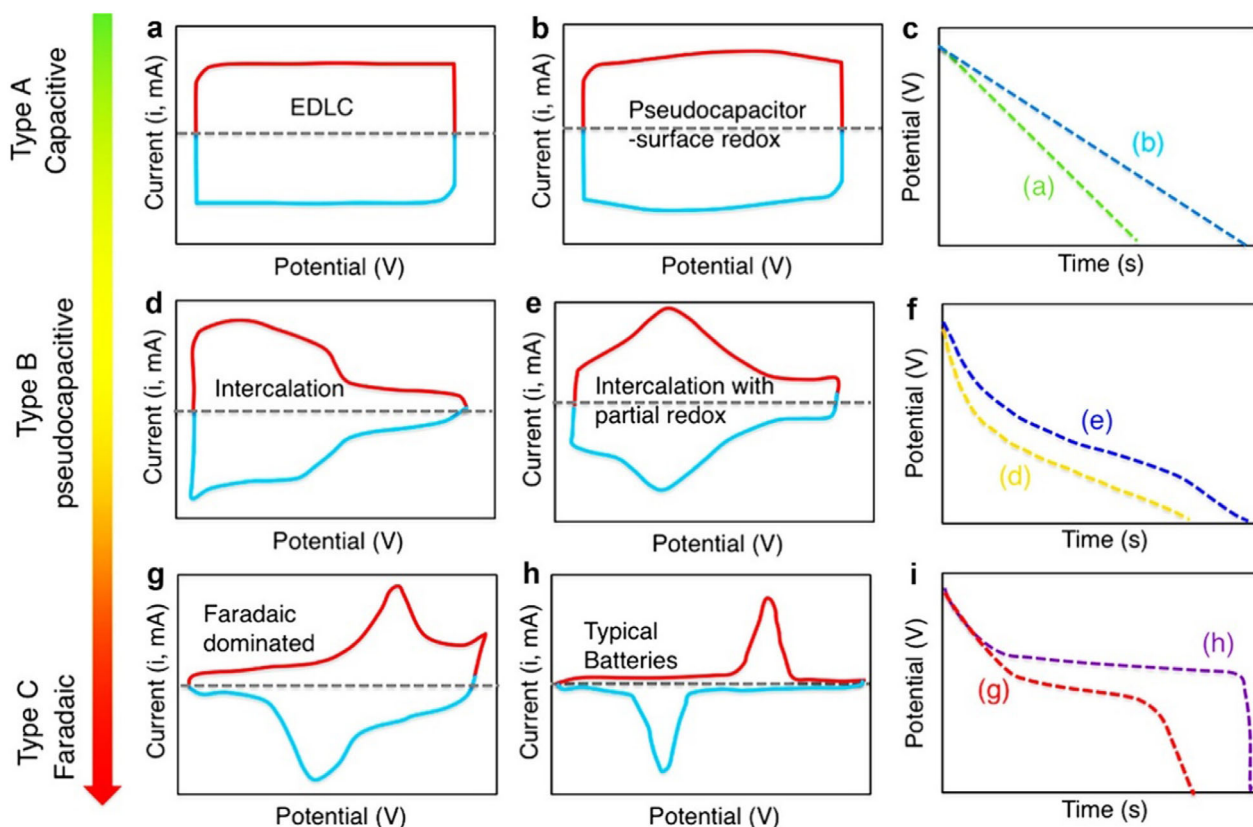 Type A
Capacitive
a
Current (i, mA)
EDLC
Potential (V)
b
Current (i, mA)
Pseudocapacitor
-surface redox
Potential (V)
c
Potential (V)
(b)
(a)
Time (s)
Type B
pseudocapacitive
d
Current (i, mA)
Intercalation
Potential (V)
e
Current (i, mA)
Intercalation with
partial redox
Potential (V)
f
Potential (V)
(e)
(d)
Time (s)
Type C
Faradaic
g
Current (i, mA)
Faradaic
dominated
Potential (V)
h
Current (i, mA)
Typical
Batteries
Potential (V)
i
Potential (V)
(h)
(g)
Time (s)